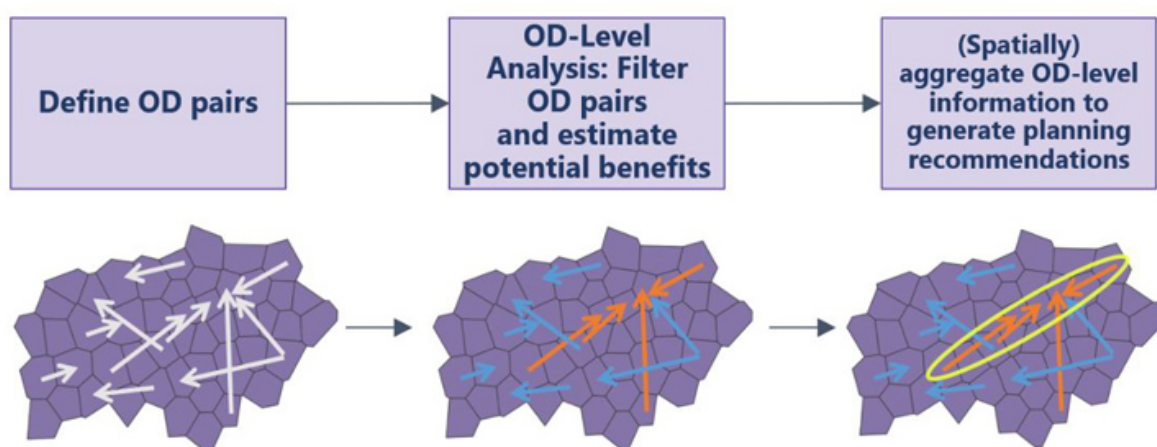 Define OD pairs
OD-Level
Analysis: Filter
OD pairs
and estimate
potential benefits
(Spatially)
aggregate OD-level
information to
generate planning
recommendations